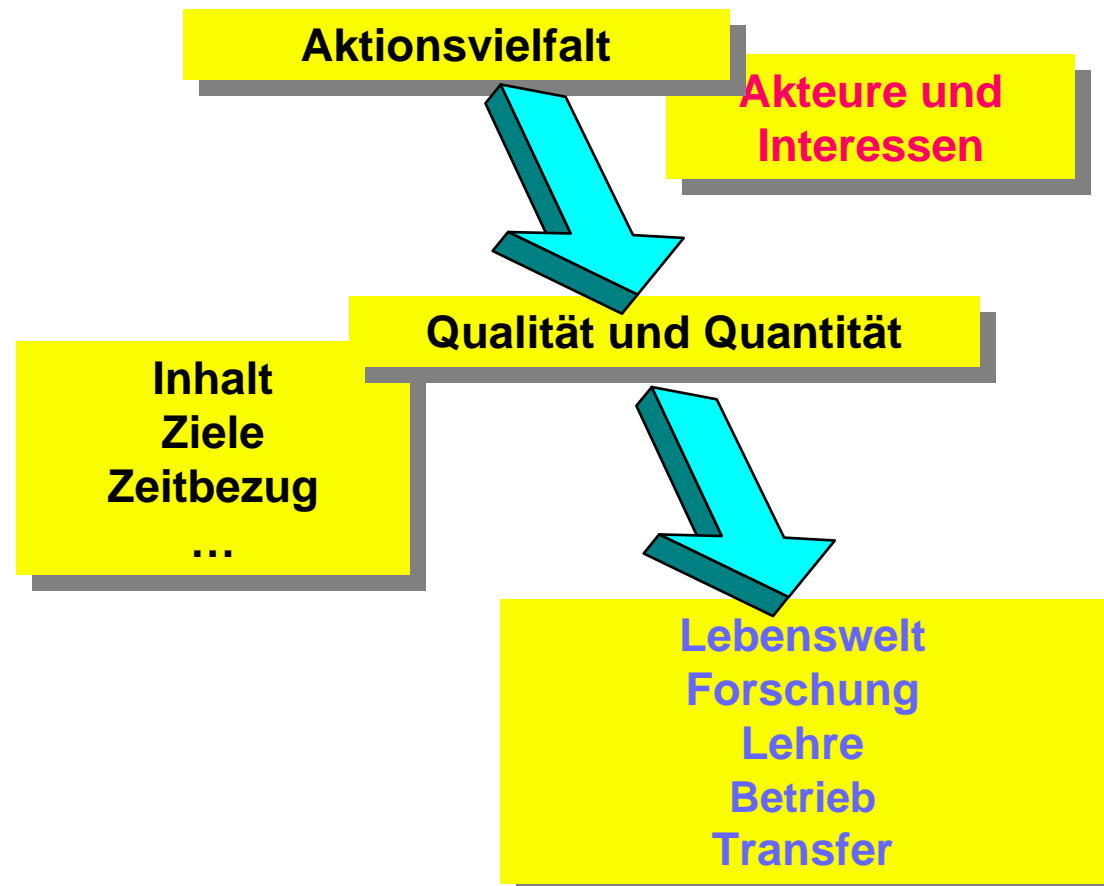 Aktionsvielfalt
Akteure und
Interessen
Qualität und Quantität
Inhalt
Ziele
Zeitbezug
…
Lebenswelt
Forschung
Lehre
Betrieb
Transfer